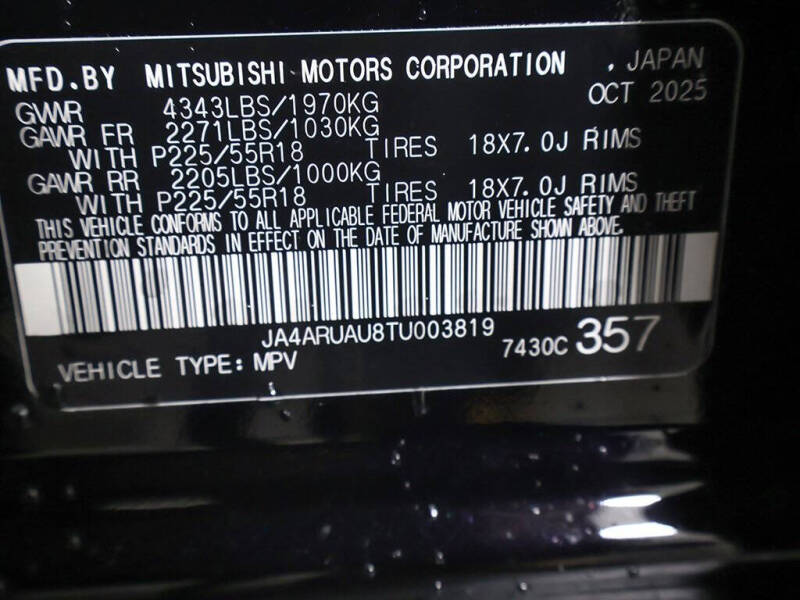 MFD.BY MITSUBISHI MOTORS CORPORATION , JAPAN
GVWR 4343LBS/1970KG OCT 2025
GAWR FR 2271LBS/1030KG
WITH P225/55R18 TIRES 18X7.0J RIMS
GAWR RR 2205LBS/1000KG
WITH P225/55R18 TIRES 18X7.0J RIMS
THIS VEHICLE CONFORMS TO ALL APPLICABLE FEDERAL MOTOR VEHICLE SAFETY AND THEFT
PREVENTION STANDARDS IN EFFECT ON THE DATE OF MANUFACTURE SHOWN ABOVE.
JA4ARUAU8TU003819
7430C 357
VEHICLE TYPE: MPV